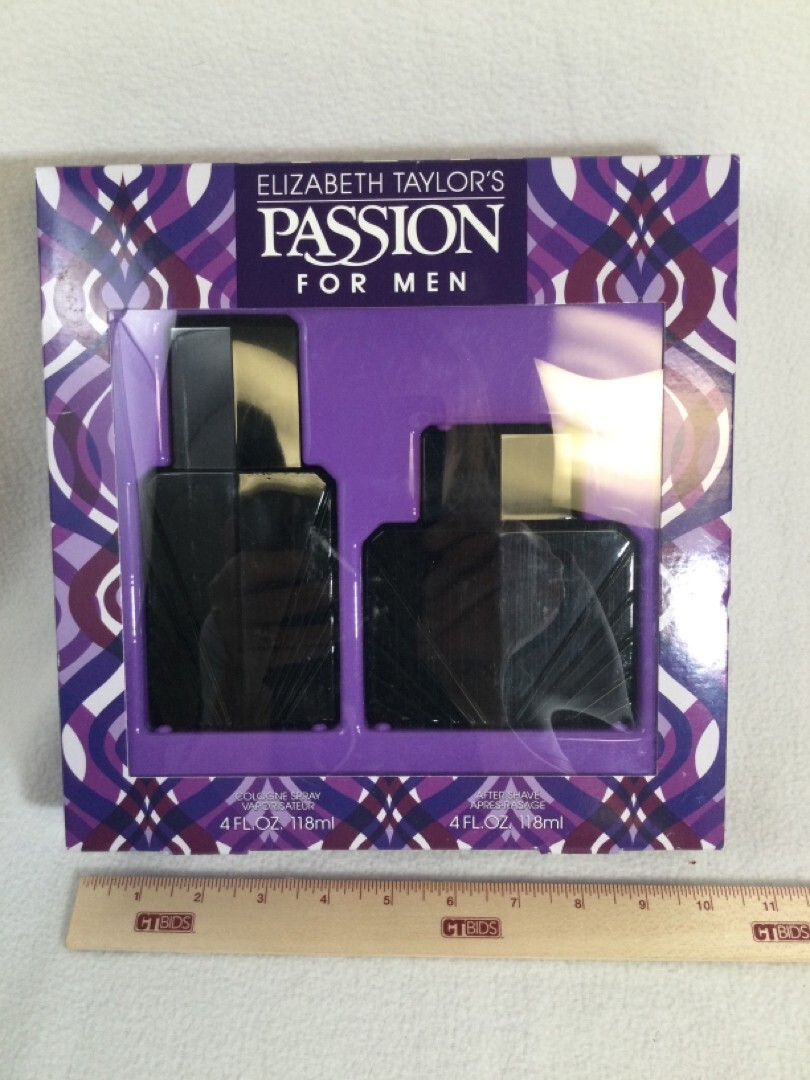 ELIZABETH TAYLOR'S
PASSION
FOR MEN
COLOGNE SPRAY
VAPORISATEUR
4 FL.OZ. 118ml
AFTER SHAVE
APRES-RASAGE
4 FL.OZ. 118ml
1 2 3 4 5 6 7 8 9 10 11
CTBIDS CTBIDS CTBIDS